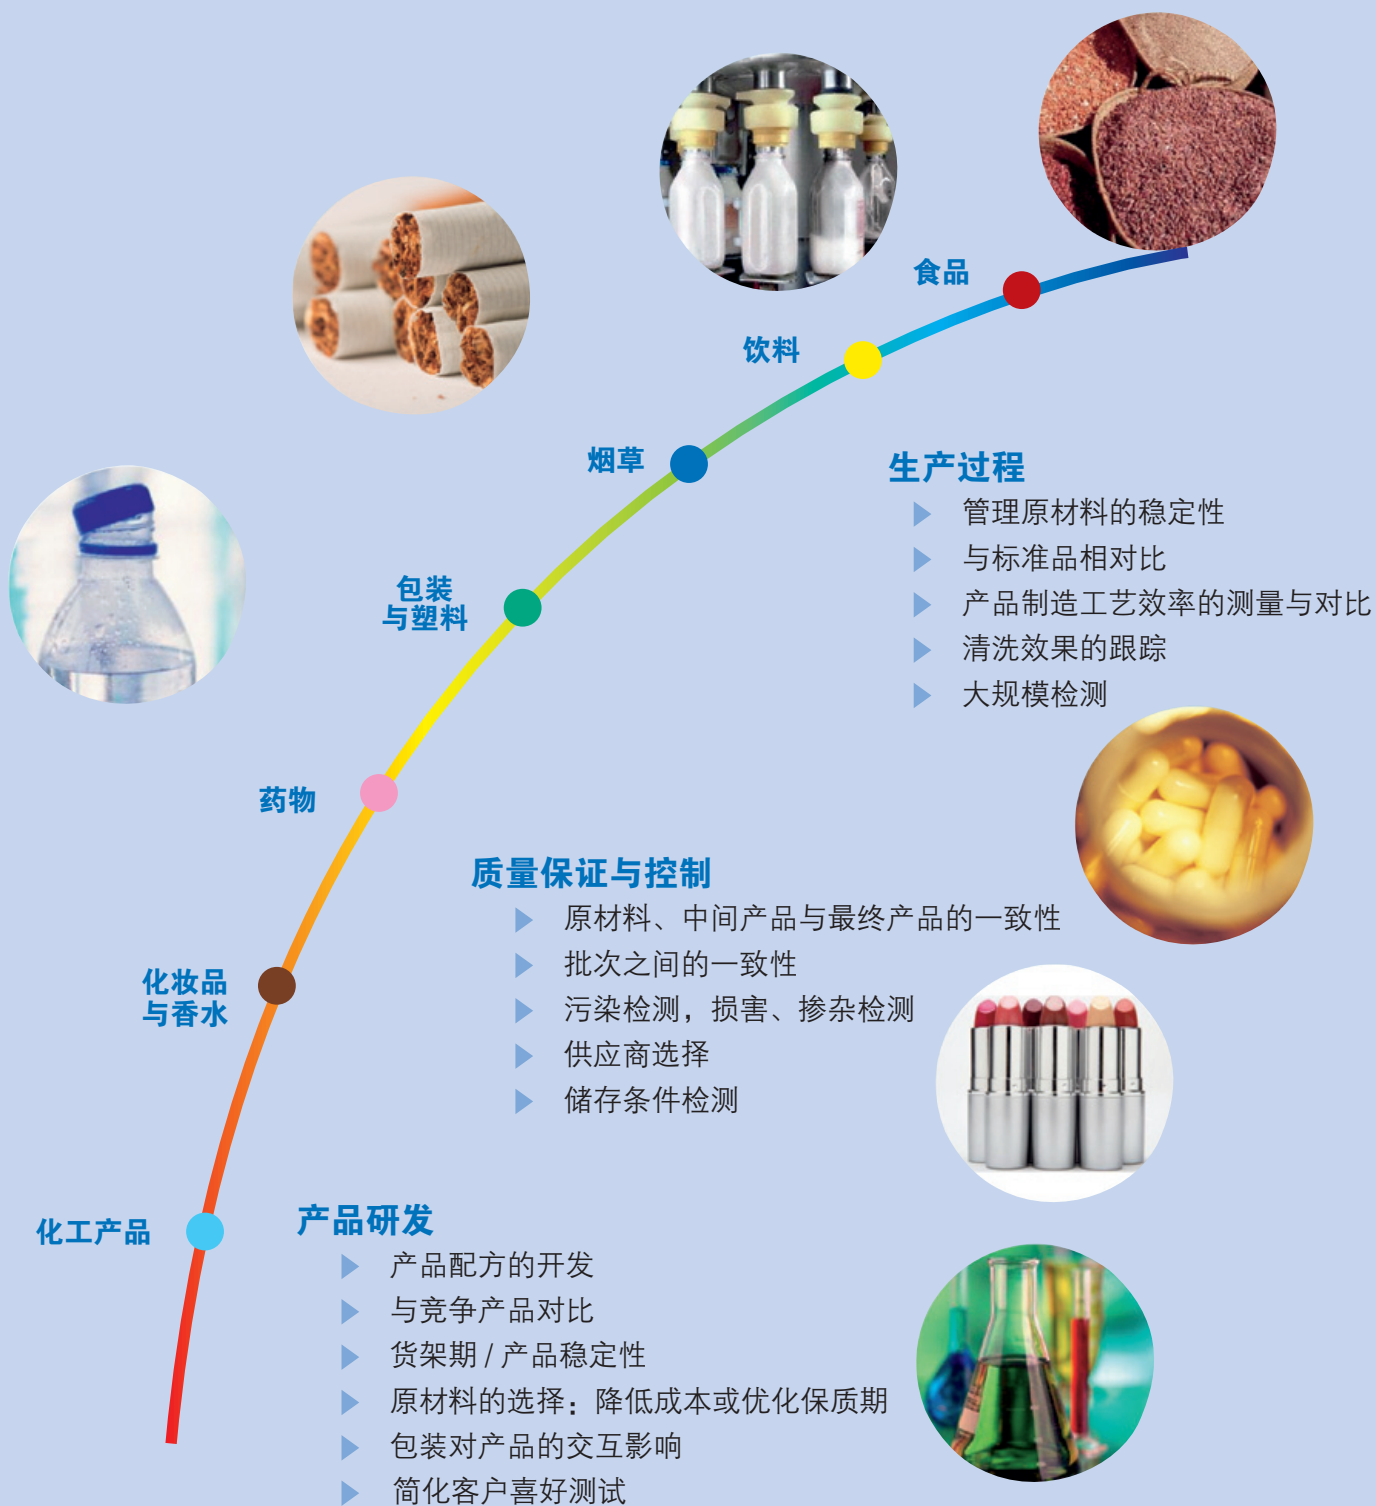 食品
饮料
烟草
生产过程
管理原材料的稳定性
与标准品相对比
产品制造工艺效率的测量与对比
清洗效果的跟踪
大规模检测
包装
与塑料
药物
质量保证与控制
原材料、中间产品与最终产品的一致性
批次之间的一致性
污染检测，损害、掺杂检测
供应商选择
储存条件检测
化妆品
与香水
化工产品
产品研发
产品配方的开发
与竞争产品对比
货架期 / 产品稳定性
原材料的选择：降低成本或优化保质期
包装对产品的交互影响
简化客户喜好测试